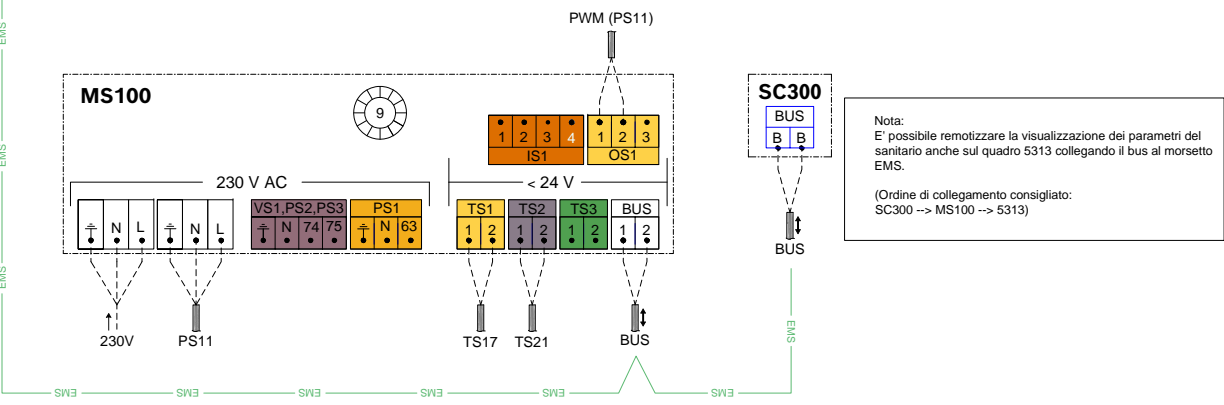 PWM (PS11)
MS100
9
1 2 3 4
IS1
1 2 3
OS1
SC300
BUS
B B
BUS
Nota:
E' possibile remotizzare la visualizzazione dei parametri del
sanitario anche sul quadro 5313 collegando il bus al morsetto
EMS.
(Ordine di collegamento consigliato:
SC300 --> MS100 --> 5313)
230 V AC
< 24 V
N L
N L
VS1,PS2,PS3
N 74 75
PS1
N 63
TS1
1 2
TS2
1 2
TS3
1 2
BUS
1 2
230V
PS11
TS17
TS21
BUS
EMS
EMS
EMS
EMS
EMS
EMS
EMS
EMS
EMS
EMS